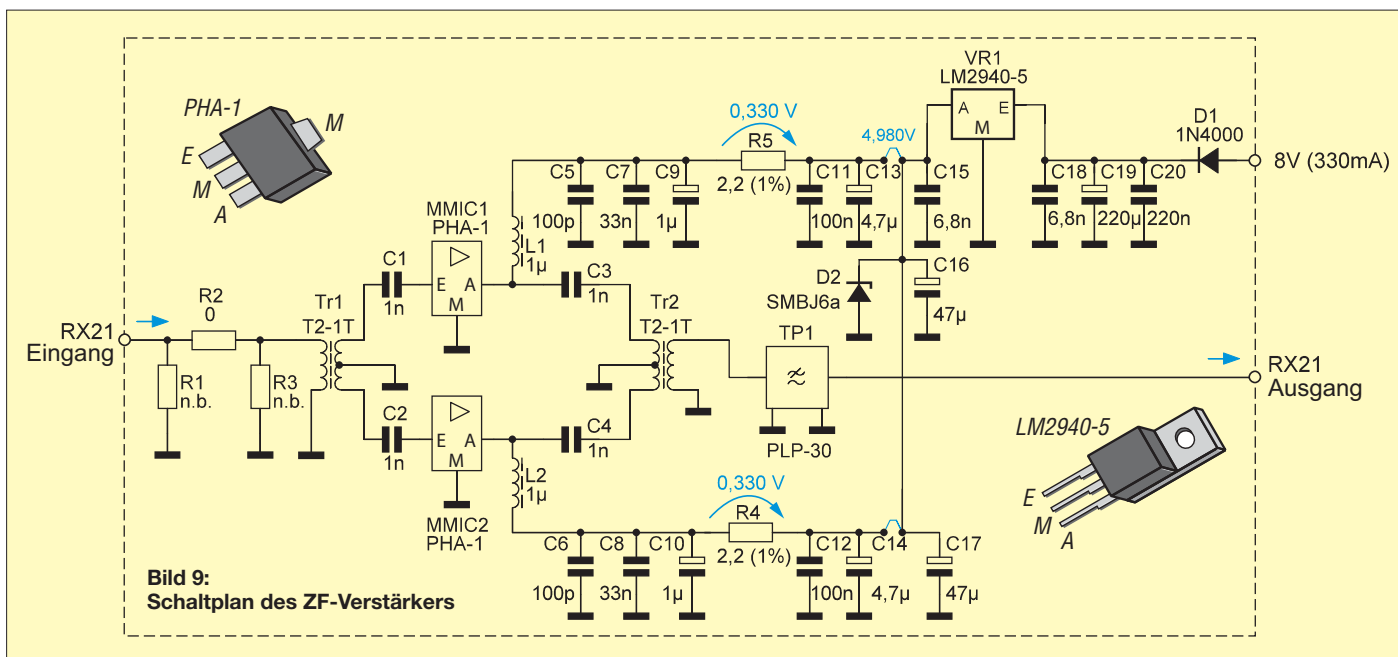 VR1
LM2940-5
A
E
M
D1
1N4000
8V (330mA)
PHA-1
M
E
M
A
0,330 V
R5
2,2 (1%)
4,980V
C5
100p
C7
33n
C9
1µ
C11
100n
C13
4,7µ
C15
6,8n
C18
6,8n
C19
220µ
C20
220n
MMIC1
PHA-1
E
A
M
L1
1µ
C1
1n
C3
1n
D2
SMBJ6a
C16
47µ
RX21
Eingang
R2
0
R1
n.b.
R3
n.b.
Tr1
T2-1T
Tr2
T2-1T
TP1
PLP-30
RX21
Ausgang
C2
1n
E
A
M
MMIC2
PHA-1
C4
1n
L2
1µ
0,330 V
R4
2,2 (1%)
C6
100p
C8
33n
C10
1µ
C12
100n
C14
4,7µ
C17
47µ
LM2940-5
E
M
A
Bild 9:
Schaltplan des ZF-Verstärkers